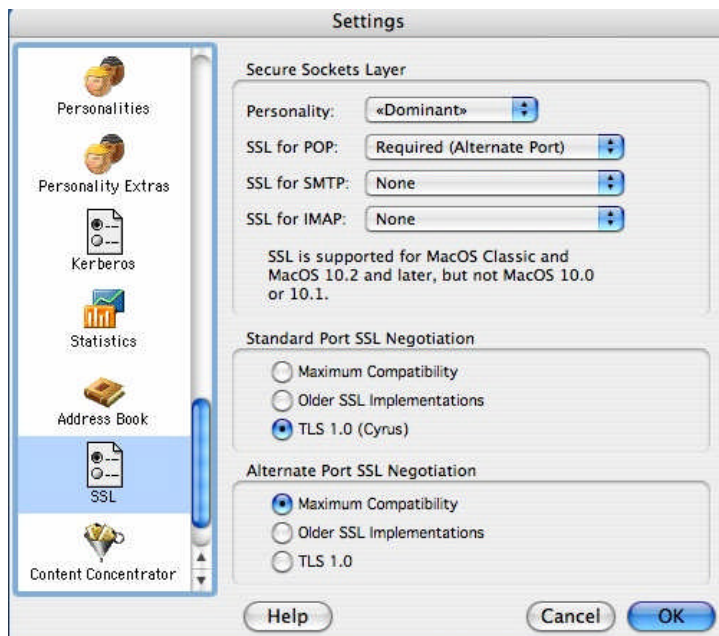 Settings
Personalities
Personality Extras
Kerberos
Statistics
Address Book
SSL
Content Concentrator
Secure Sockets Layer
Personality: «Dominant»
SSL for POP: Required (Alternate Port)
SSL for SMTP: None
SSL for IMAP: None
SSL is supported for MacOS Classic and
MacOS 10.2 and later, but not MacOS 10.0
or 10.1.
Standard Port SSL Negotiation
Maximum Compatibility
Older SSL Implementations
TLS 1.0 (Cyrus)
Alternate Port SSL Negotiation
Maximum Compatibility
Older SSL Implementations
TLS 1.0
Help Cancel OK